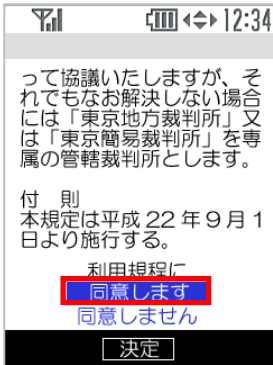 12:34
って協議いたしますが、そ
れでもなお解決しない場合
には「東京地方裁判所」又
は「東京簡易裁判所」を専
属の管轄裁判所とします。
付　則
本規定は平成 22 年 9 月 1
日より施行する。
利用規程に
同意します
同意しません
決定